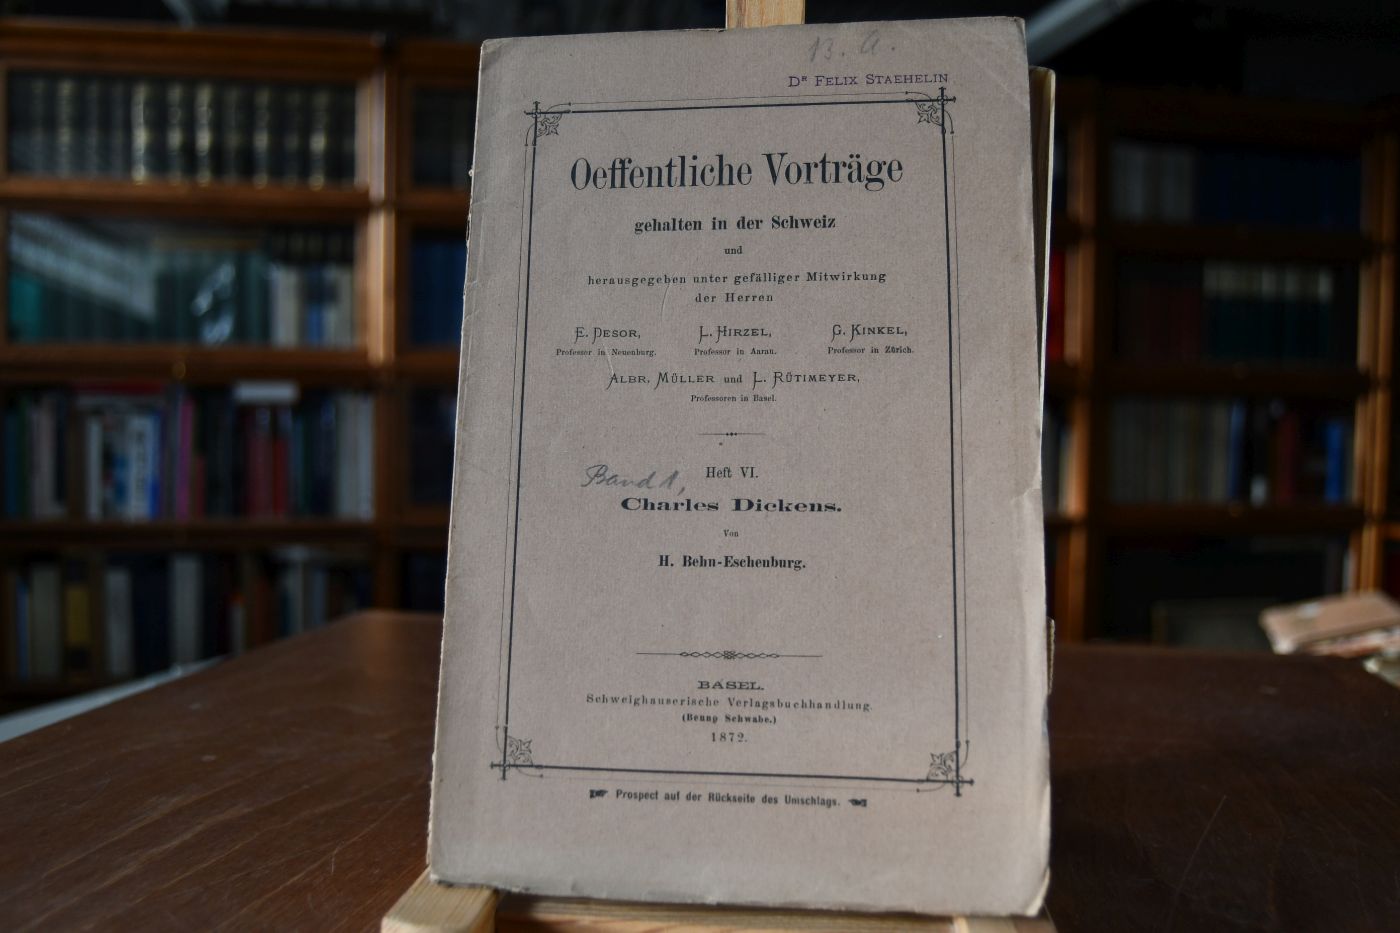 13. A.
Dr Felix Staehelin
Oeffentliche Vorträge
gehalten in der Schweiz
und
herausgegeben unter gefälliger Mitwirkung
der Herren
E. Desor, L. Hirzel, G. Kinkel,
Professor in Neuenburg. Professor in Aarau. Professor in Zürich.
Albr. Müller und L. Rütimeyer,
Professoren in Basel.
Heft VI.
Band 1,
Charles Dickens.
Von
H. Behn-Eschenburg.
BASEL.
Schweighauserische Verlagsbuchhandlung.
(Benno Schwabe.)
1872.
Prospect auf der Rückseite des Umschlags.